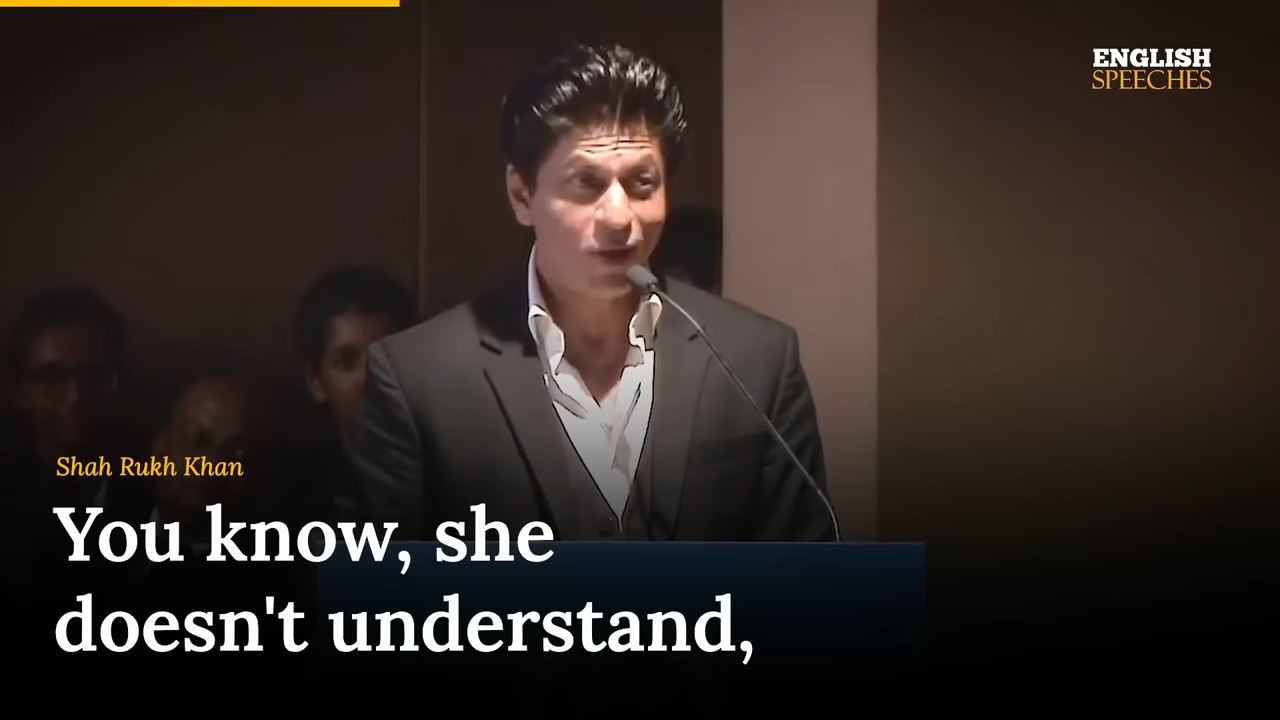 ENGLISH
SPEECHES
Shah Rukh Khan
You know, she
doesn't understand,